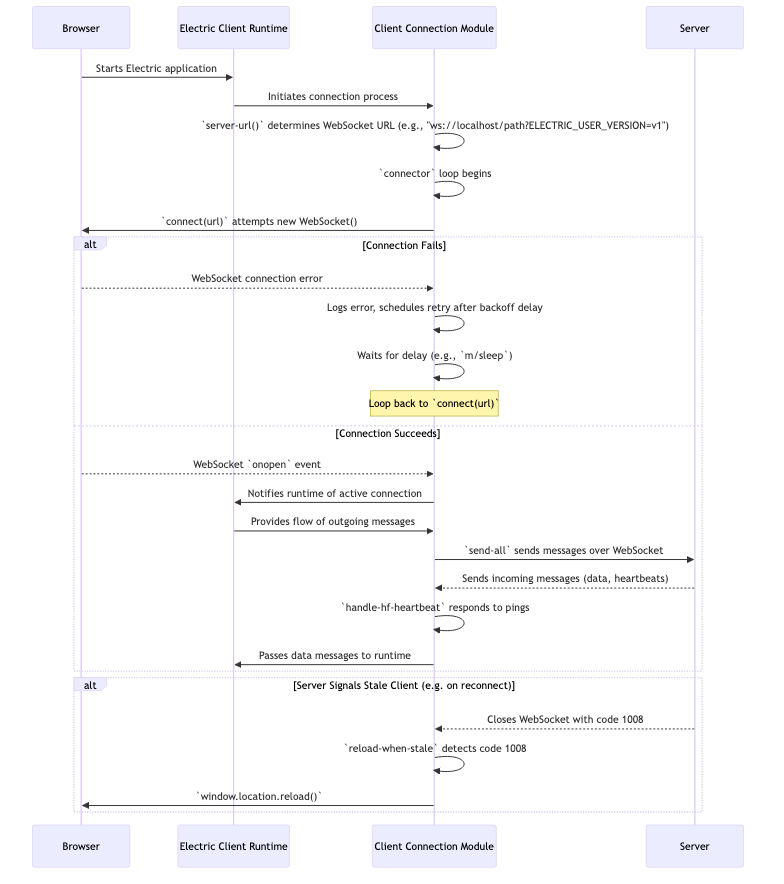 Browser
Electric Client Runtime
Client Connection Module
Server
Starts Electric application
Initiates connection process
`server-url()` determines WebSocket URL (e.g., "ws://localhost/path?ELECTRIC_USER_VERSION=v1")
`connector` loop begins
`connect(url)` attempts new WebSocket()
alt
[Connection Fails]
WebSocket connection error
Logs error, schedules retry after backoff delay
Waits for delay (e.g., `m/sleep`)
Loop back to `connect(url)`
[Connection Succeeds]
WebSocket `onopen` event
Notifies runtime of active connection
Provides flow of outgoing messages
`send-all` sends messages over WebSocket
Sends incoming messages (data, heartbeats)
`handle-hf-heartbeat` responds to pings
Passes data messages to runtime
alt
[Server Signals Stale Client (e.g. on reconnect)]
Closes WebSocket with code 1008
`reload-when-stale` detects code 1008
`window.location.reload()`
Browser
Electric Client Runtime
Client Connection Module
Server